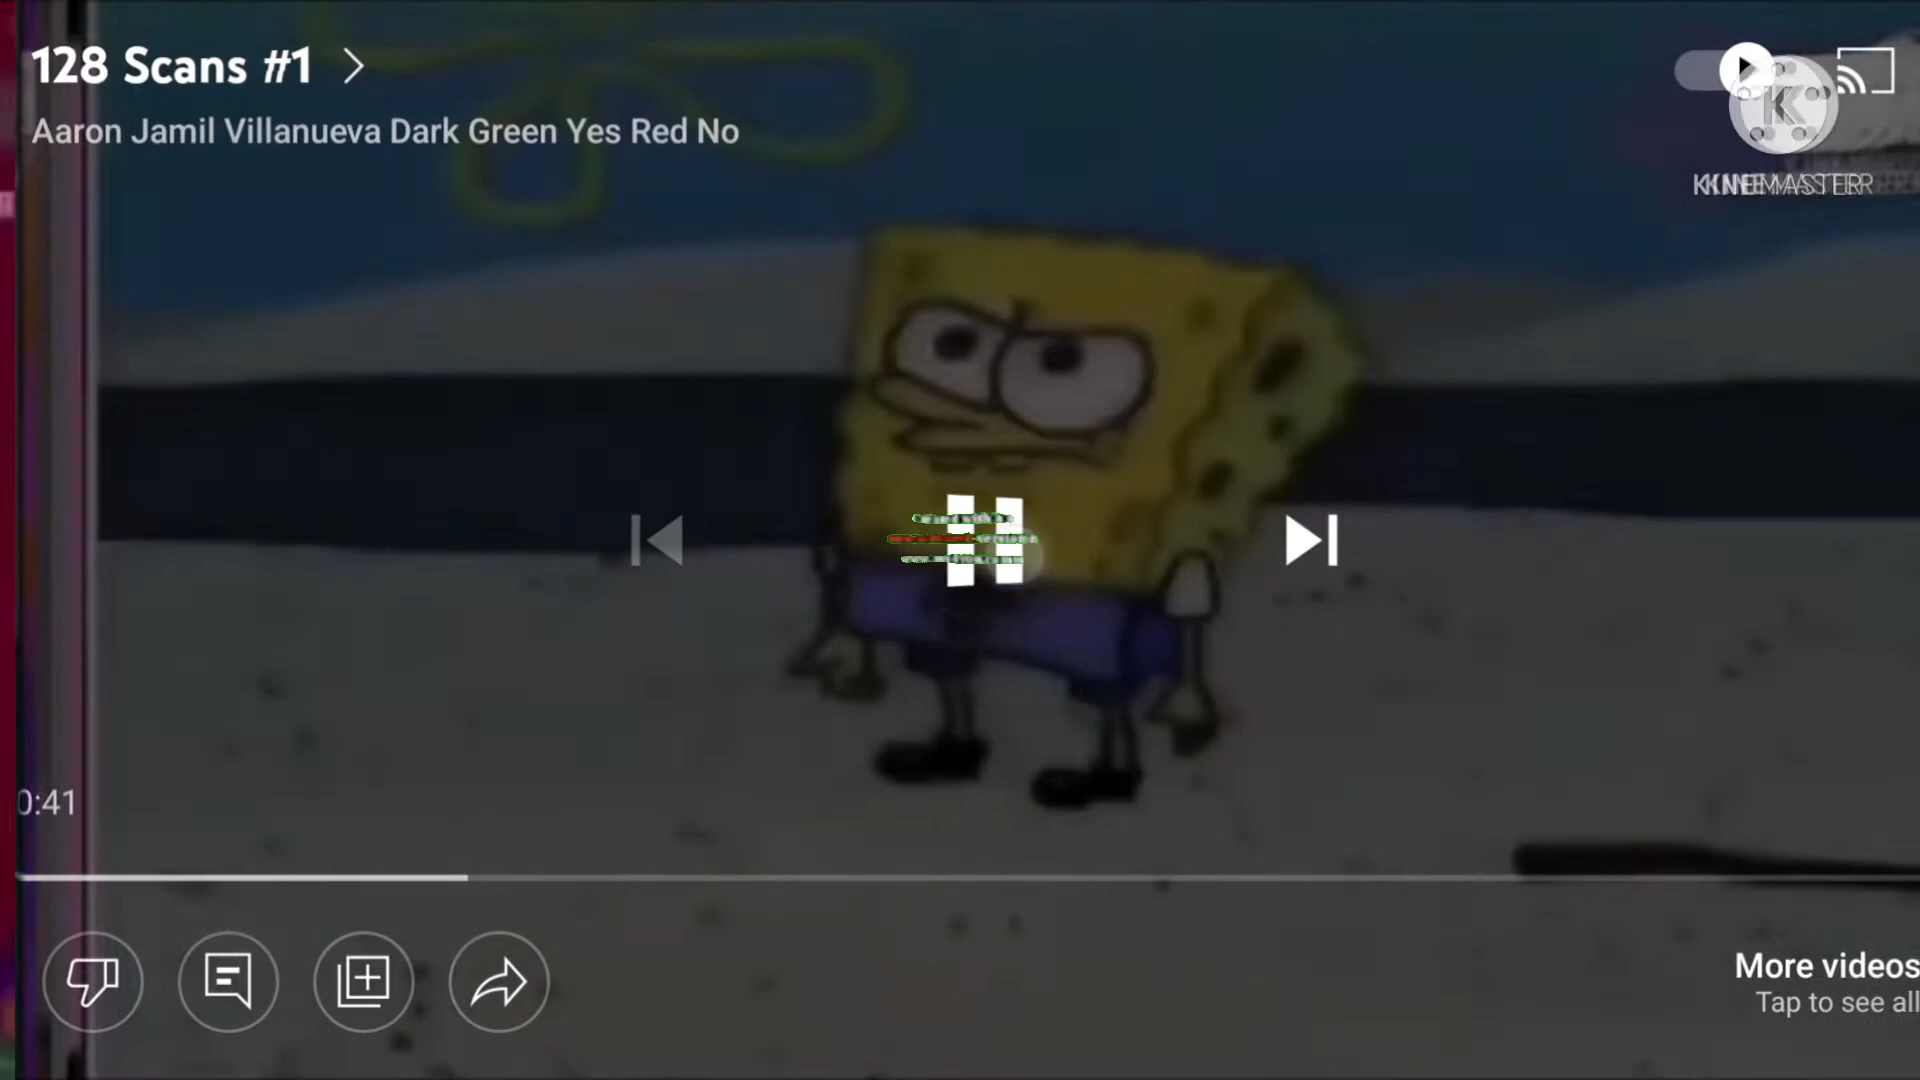 128 Scans #1
Aaron Jamil Villanueva Dark Green Yes Red No
KINEMASTER
0:41
More videos
Tap to see all